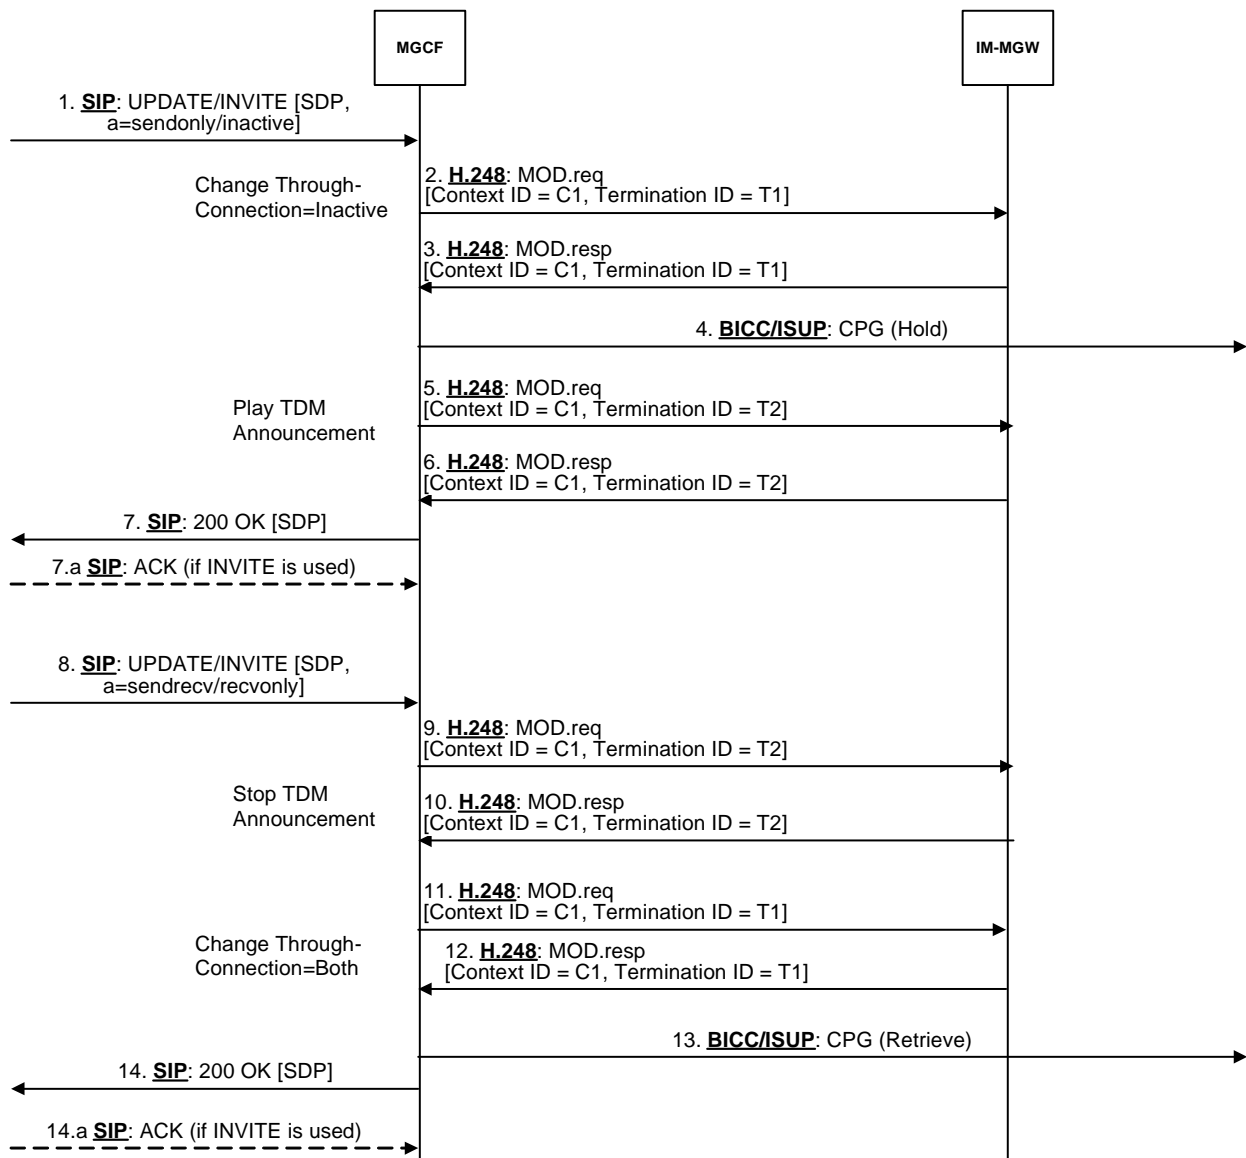 MGCF
IM-MGW
1. SIP: UPDATE/INVITE [SDP,
a=sendonly/inactive]
Change Through-
Connection=Inactive
2. H.248: MOD.req
[Context ID = C1, Termination ID = T1]
3. H.248: MOD.resp
[Context ID = C1, Termination ID = T1]
4. BICC/ISUP: CPG (Hold)
Play TDM
Announcement
5. H.248: MOD.req
[Context ID = C1, Termination ID = T2]
6. H.248: MOD.resp
[Context ID = C1, Termination ID = T2]
7. SIP: 200 OK [SDP]
7.a SIP: ACK (if INVITE is used)
8. SIP: UPDATE/INVITE [SDP,
a=sendrecv/recvonly]
9. H.248: MOD.req
[Context ID = C1, Termination ID = T2]
Stop TDM
Announcement
10. H.248: MOD.resp
[Context ID = C1, Termination ID = T2]
11. H.248: MOD.req
[Context ID = C1, Termination ID = T1]
Change Through-
Connection=Both
12. H.248: MOD.resp
[Context ID = C1, Termination ID = T1]
13. BICC/ISUP: CPG (Retrieve)
14. SIP: 200 OK [SDP]
14.a SIP: ACK (if INVITE is used)